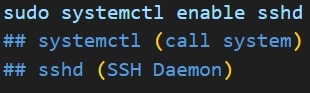 sudo systemctl enable sshd
## systemctl (call system)
## sshd (SSH Daemon)